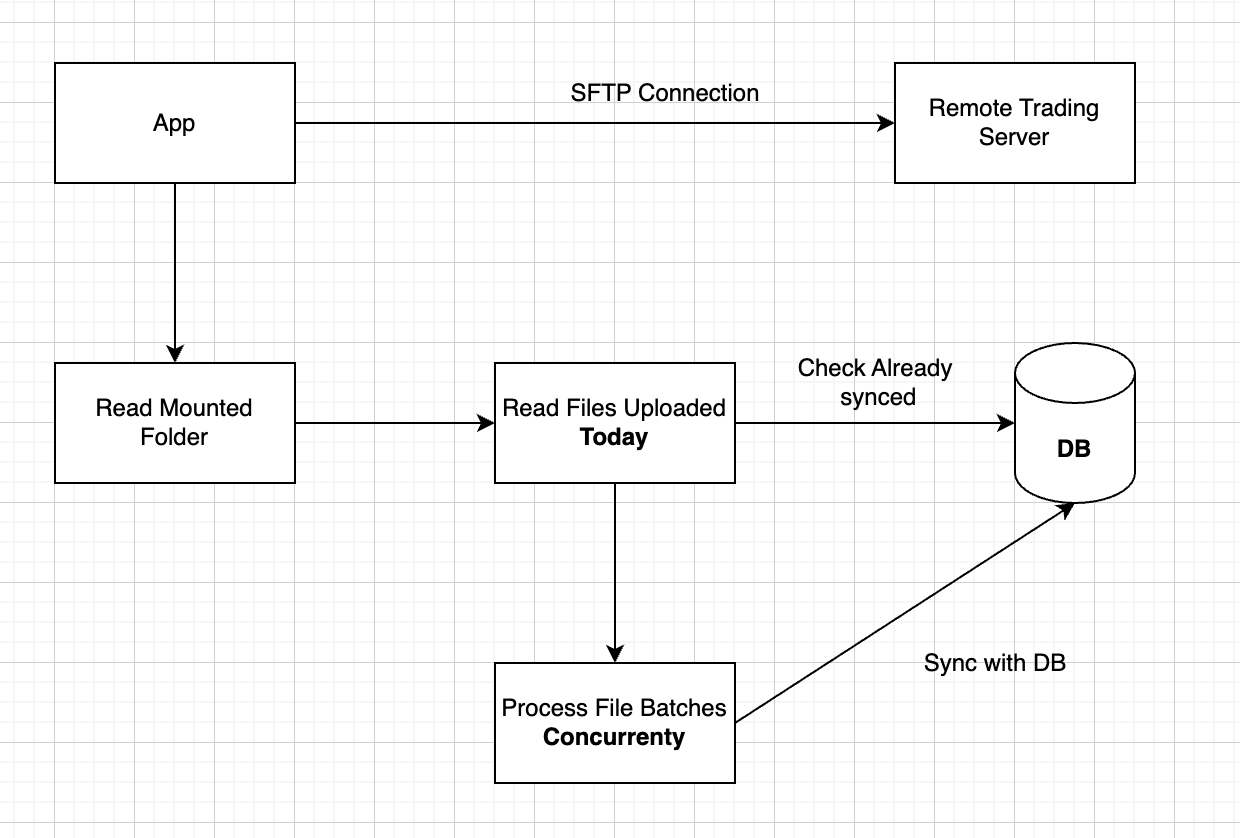 SFTP Connection
App
Remote Trading
Server
Read Mounted
Folder
Read Files Uploaded
Today
Check Already
synced
DB
Sync with DB
Process File Batches
Concurrenty